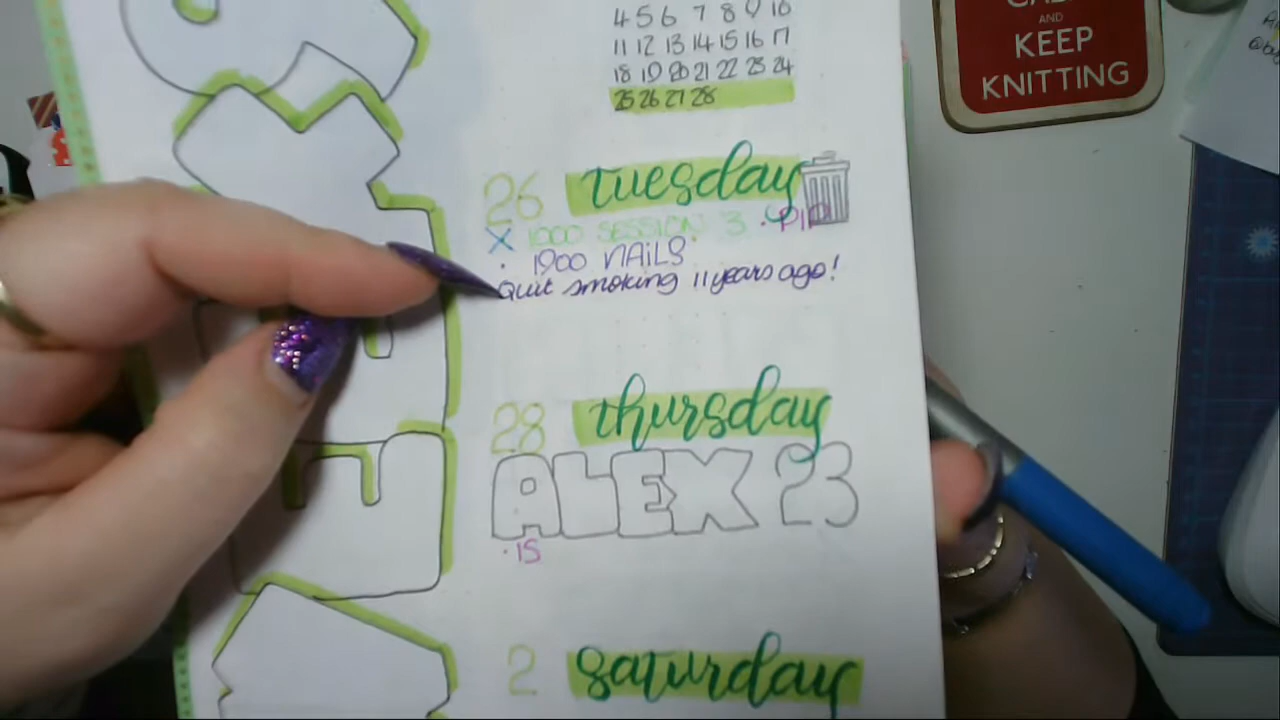 AND
KEEP
KNITTING
4 5 6 7 8 9 10
11 12 13 14 15 16 17
18 19 20 21 22 23 24
25 26 27 28
26 Tuesday
X 1000 SESSION 3 · PIP
· 1900 NAILS
Quit smoking 11 years ago!
28 Thursday
ALEX 23
· IS
2 Saturday